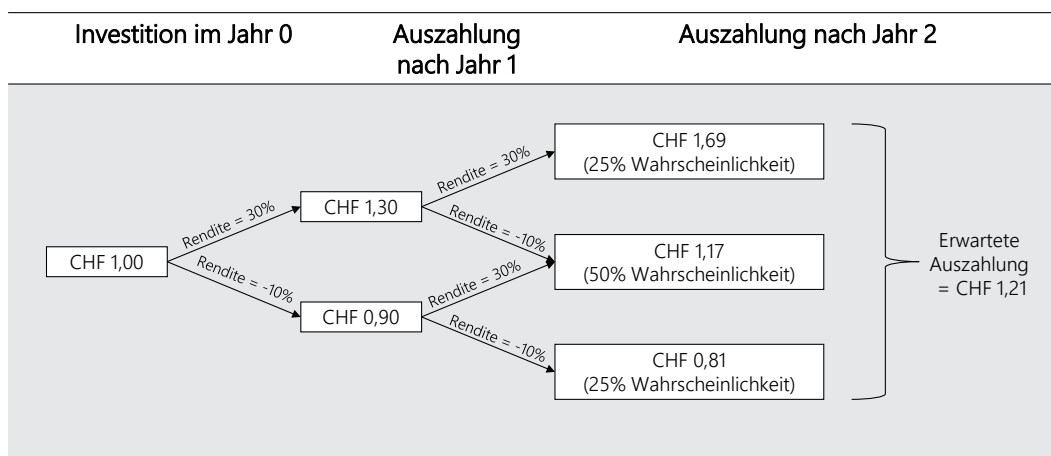 Investition im Jahr 0
Auszahlung
nach Jahr 1
Auszahlung nach Jahr 2
CHF 1,00
Rendite = 30%
Rendite = -10%
CHF 1,30
CHF 0,90
Rendite = 30%
Rendite = -10%
Rendite = 30%
Rendite = -10%
CHF 1,69
(25% Wahrscheinlichkeit)
CHF 1,17
(50% Wahrscheinlichkeit)
CHF 0,81
(25% Wahrscheinlichkeit)
Erwartete
Auszahlung
= CHF 1,21